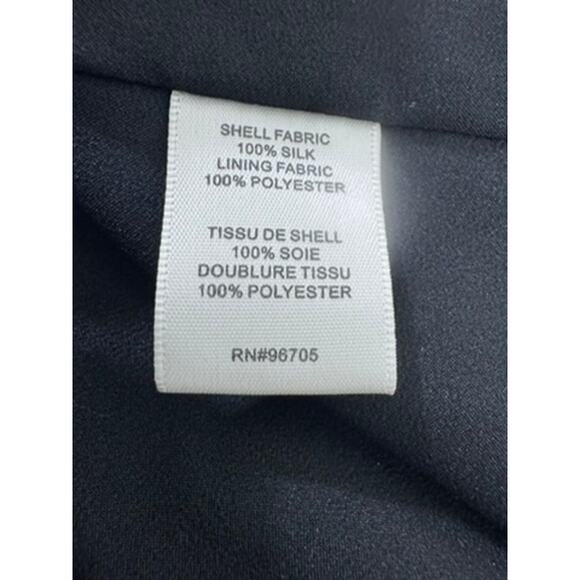 SHELL FABRIC
100% SILK
LINING FABRIC
100% POLYESTER
TISSU DE SHELL
100% SOIE
DOUBLURE TISSU
100% POLYESTER
RN#96705